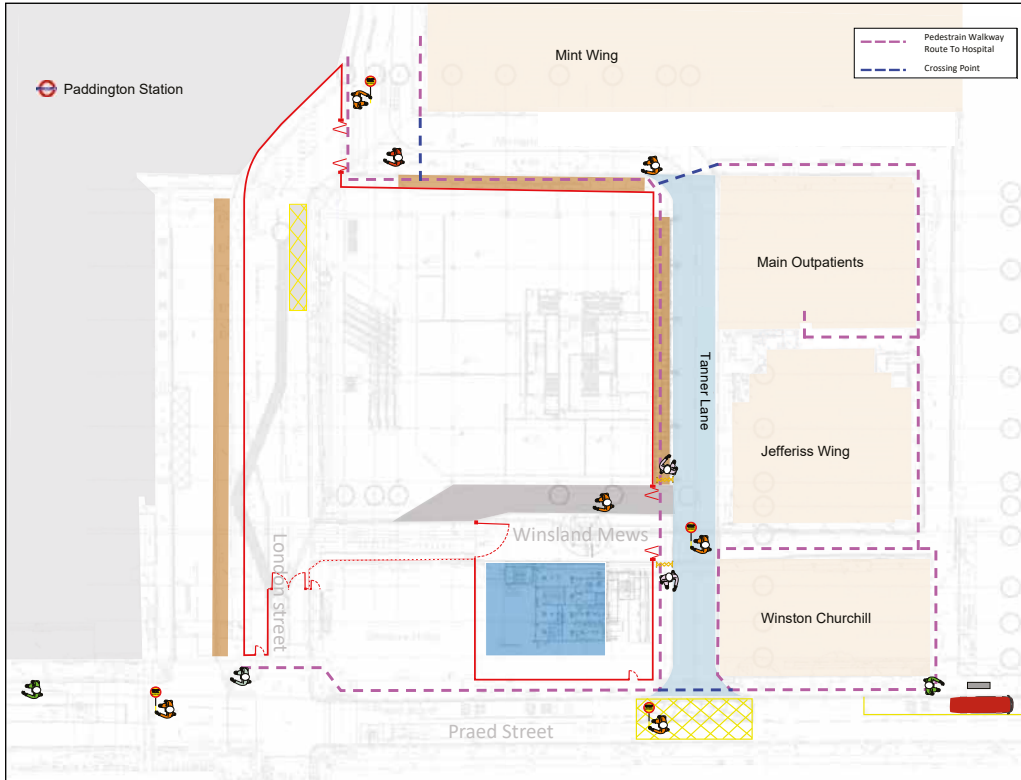 Mint Wing
Pedestrain Walkway
Route To Hospital
Crossing Point
Paddington Station
Main Outpatients
Tanner Lane
Jefferiss Wing
Winsland Mews
London street
Winston Churchill
Praed Street